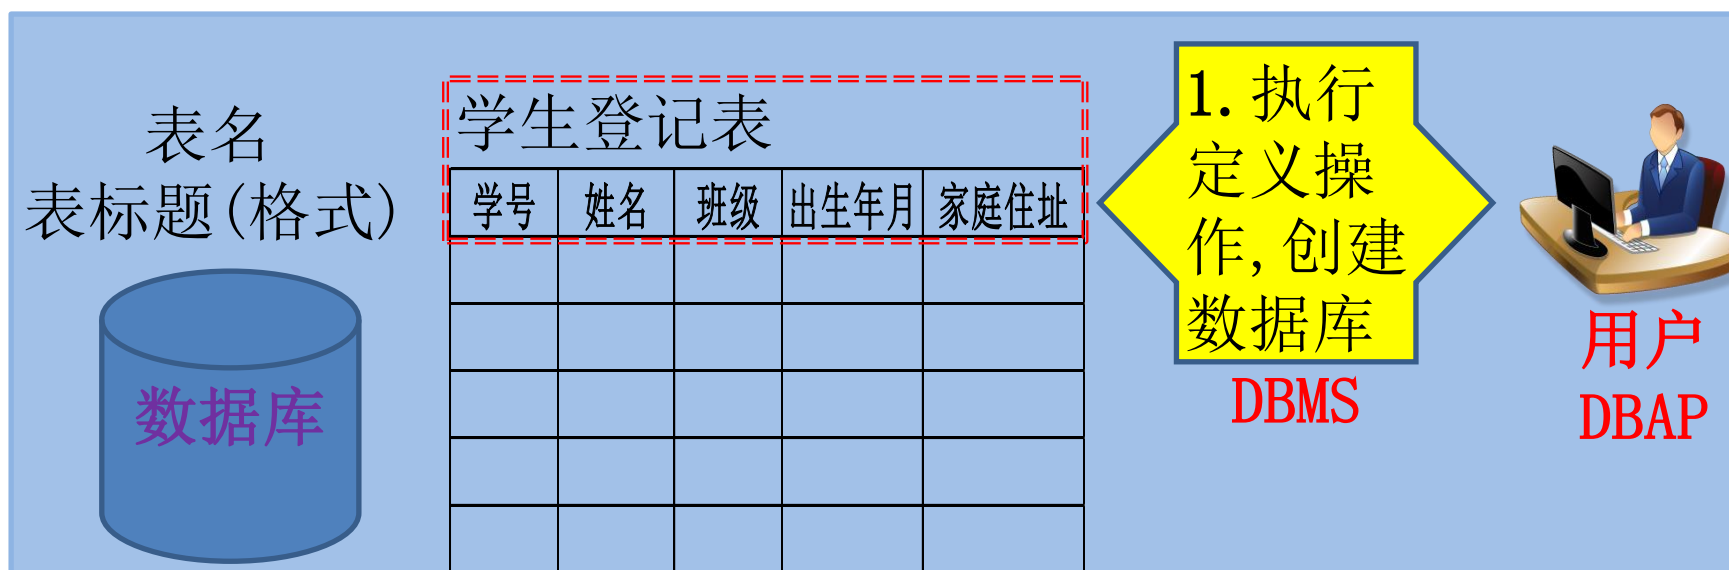 表名
表标题(格式)
数据库
学生登记表
学号 姓名 班级 出生年月 家庭住址
1.执行
定义操
作,创建
数据库
DBMS
用户
DBAP